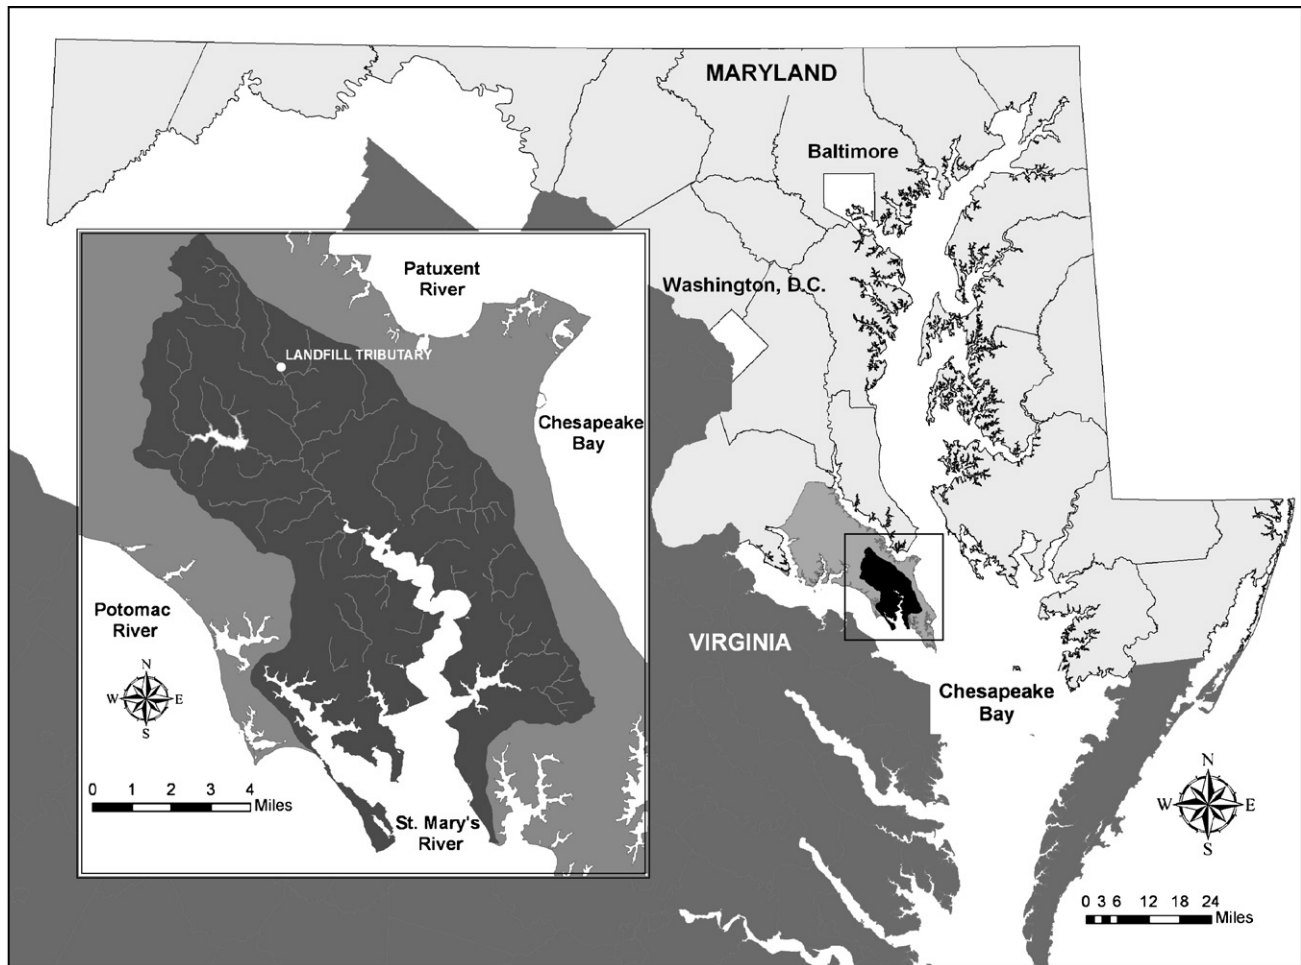 MARYLAND
Baltimore
Washington, D.C.
Patuxent
River
LANDFILL TRIBUTARY
Chesapeake
Bay
Potomac
River
N
W E
S
0 1 2 3 4
Miles
St. Mary's
River
VIRGINIA
Chesapeake
Bay
N
W E
S
0 3 6 12 18 24
Miles